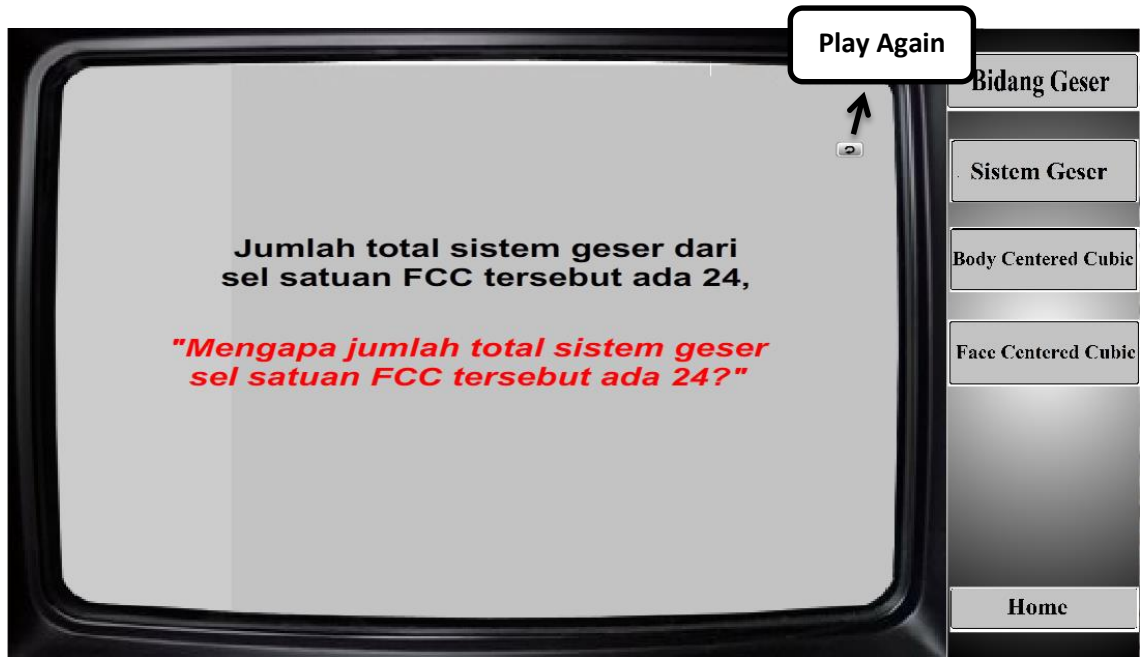 Play Again
Bidang Geser
Sistem Geser
Jumlah total sistem geser dari
sel satuan FCC tersebut ada 24,
Body Centered Cubic
"Mengapa jumlah total sistem geser
sel satuan FCC tersebut ada 24?"
Face Centered Cubic
Home